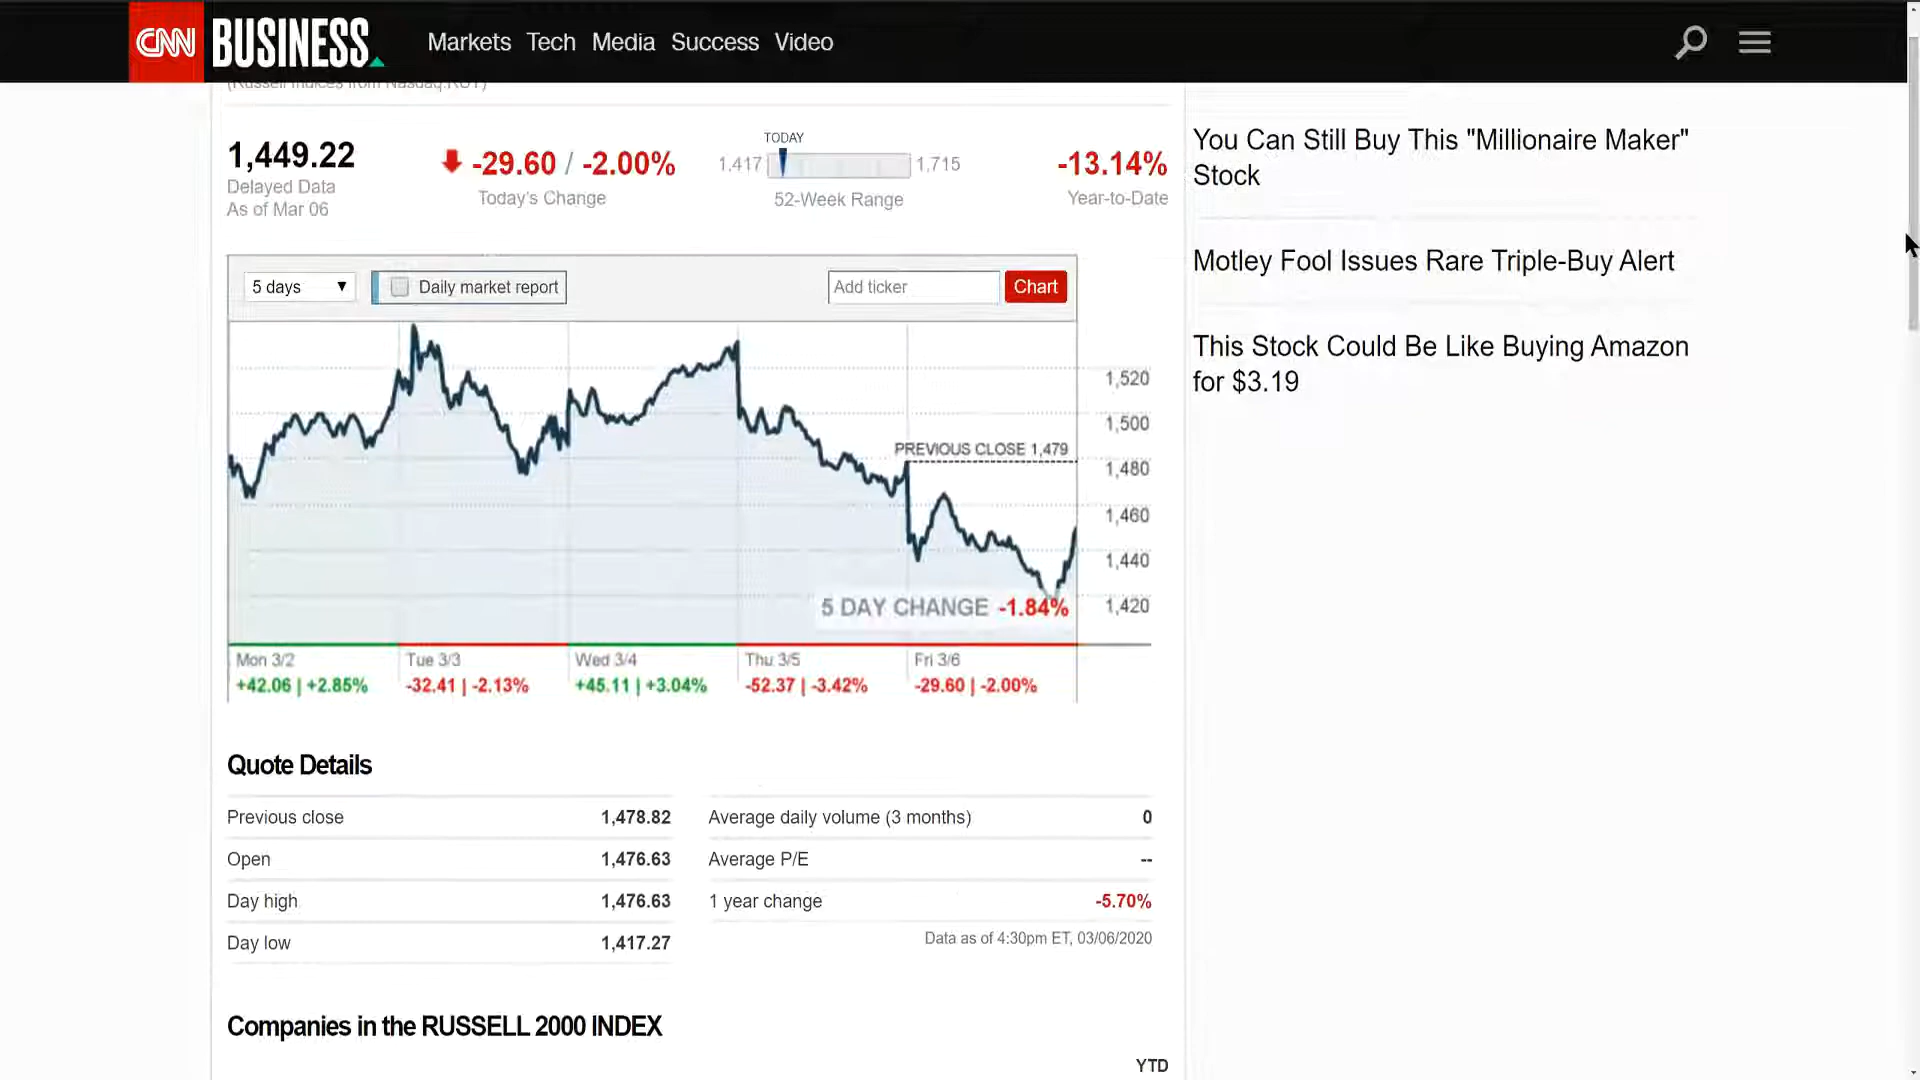 CNN BUSINESS Markets Tech Media Success Video
(Russell Indices from Nasdaq:RUT)
1,449.22
Delayed Data
As of Mar 06
-29.60 / -2.00%
Today's Change
TODAY
1,417 1,715
52-Week Range
-13.14%
Year-to-Date
You Can Still Buy This "Millionaire Maker"
Stock
Motley Fool Issues Rare Triple-Buy Alert
This Stock Could Be Like Buying Amazon
for $3.19
5 days
Daily market report
Add ticker
Chart
1,520
1,500
PREVIOUS CLOSE 1,479
1,480
1,460
1,440
5 DAY CHANGE -1.84%
1,420
Mon 3/2 Tue 3/3 Wed 3/4 Thu 3/5 Fri 3/6
+42.06 | +2.85% -32.41 | -2.13% +45.11 | +3.04% -52.37 | -3.42% -29.60 | -2.00%
Quote Details
Previous close 1,478.82
Open 1,476.63
Day high 1,476.63
Day low 1,417.27
Average daily volume (3 months) 0
Average P/E --
1 year change -5.70%
Data as of 4:30pm ET, 03/06/2020
Companies in the RUSSELL 2000 INDEX
YTD